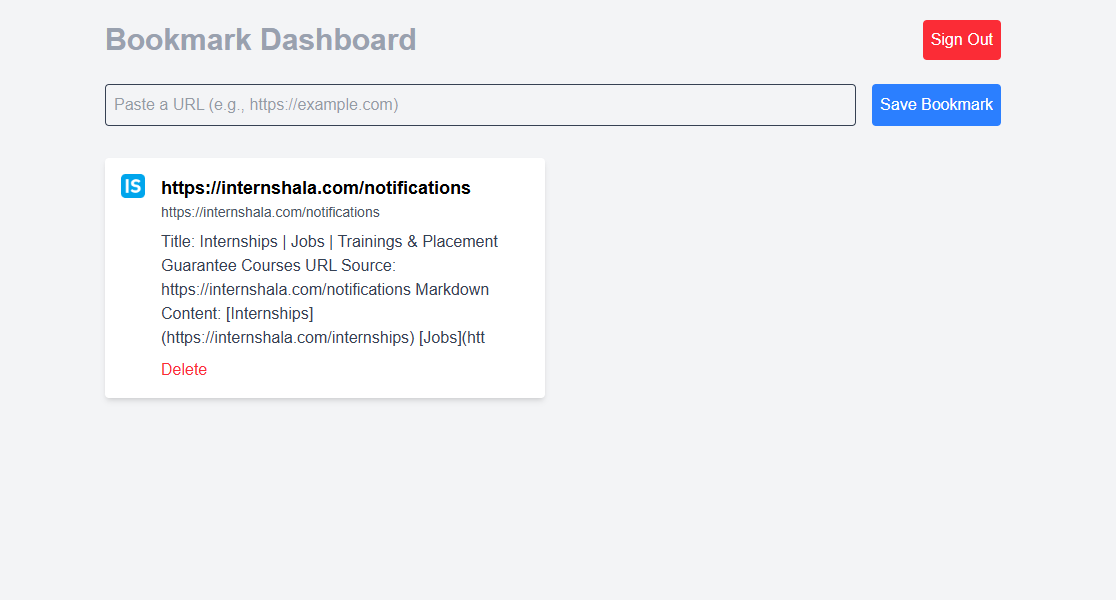 Bookmark Dashboard
Sign Out
Paste a URL (e.g., https://example.com)
Save Bookmark
IS
https://internshala.com/notifications
https://internshala.com/notifications
Title: Internships | Jobs | Trainings & Placement
Guarantee Courses URL Source:
https://internshala.com/notifications Markdown
Content: [Internships]
(https://internshala.com/internships) [Jobs](htt
Delete